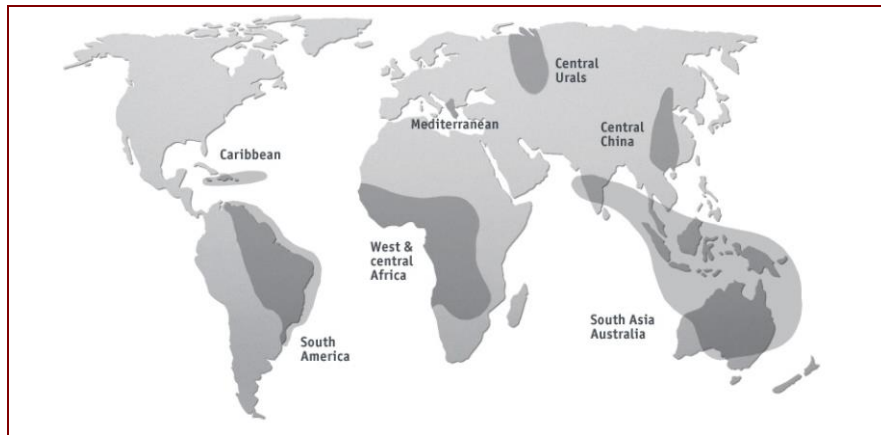 Central
Urals
Mediterranean
Central
China
Caribbean
West &
central
Africa
South Asia
Australia
South
America